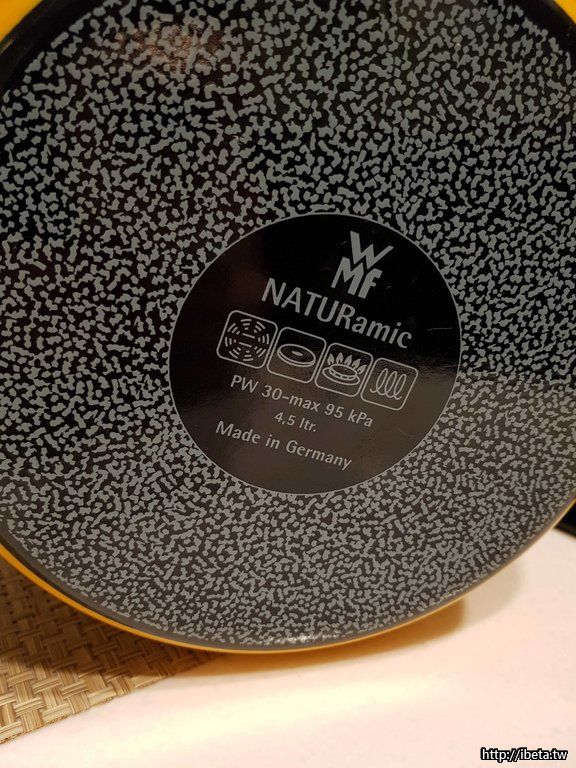 WMF
NATURamic
PW 30-max 95 kPa
4,5 ltr.
Made in Germany
http://ibeta.tw